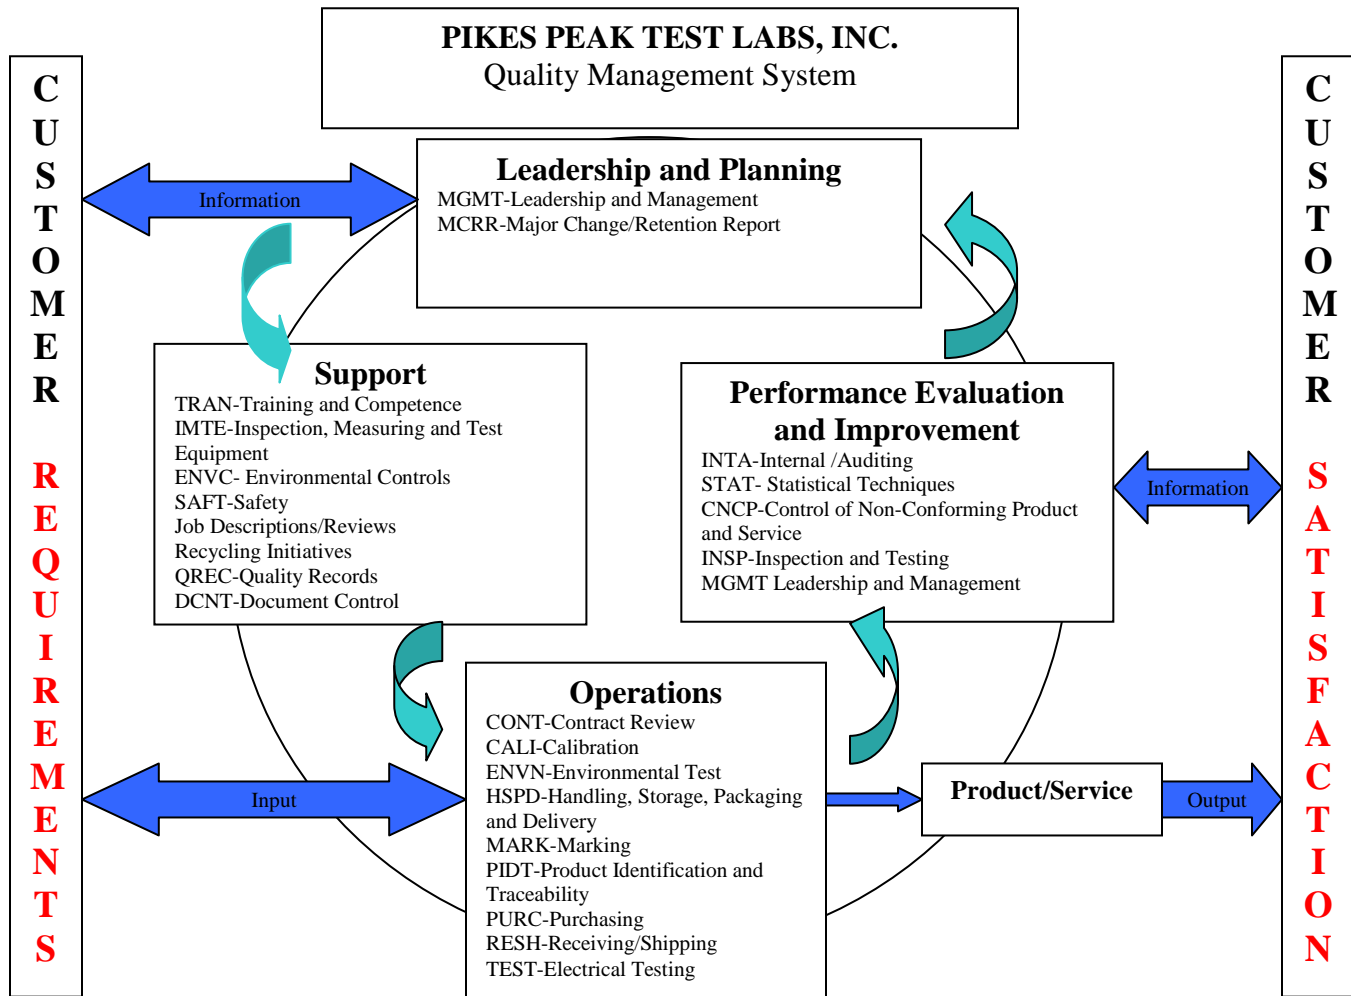 PIKES PEAK TEST LABS, INC.
Quality Management System
CUSTOMER
REQUIREMENTS
Information
Leadership and Planning
MGMT-Leadership and Management
MCRR-Major Change/Retention Report
Support
TRAN-Training and Competence
IMTE-Inspection, Measuring and Test
Equipment
ENVC- Environmental Controls
SAFT-Safety
Job Descriptions/Reviews
Recycling Initiatives
QREC-Quality Records
DCNT-Document Control
Performance Evaluation
and Improvement
INTA-Internal /Auditing
STAT- Statistical Techniques
CNCP-Control of Non-Conforming Product
and Service
INSP-Inspection and Testing
MGMT Leadership and Management
Information
Input
Operations
CONT-Contract Review
CALI-Calibration
ENVN-Environmental Test
HSPD-Handling, Storage, Packaging
and Delivery
MARK-Marking
PIDT-Product Identification and
Traceability
PURC-Purchasing
RESH-Receiving/Shipping
TEST-Electrical Testing
Product/Service
Output
CUSTOMER
SATISFACTION